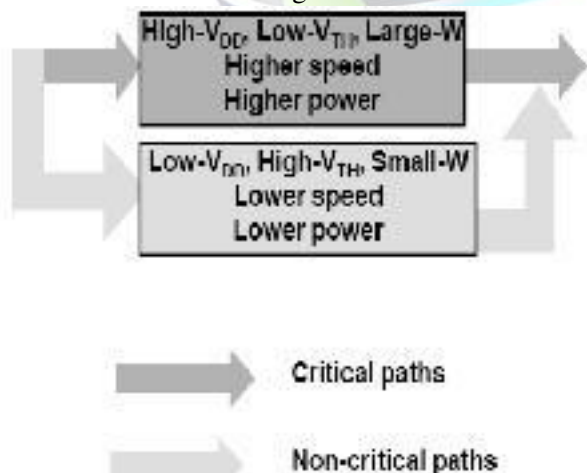 High-V_DD, Low-V_TH, Large-W
Higher speed
Higher power
Low-V_DD, High-V_TH, Small-W
Lower speed
Lower power
Critical paths
Non-critical paths